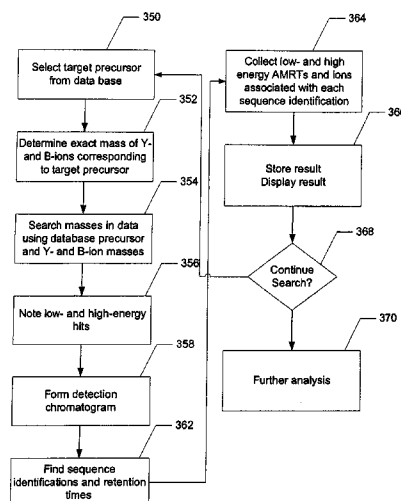 350
Select target precursor
from data base
352
Determine exact mass of Y-
and B-ions corresponding
to target precursor
354
Search masses in data
using database precursor
and Y- and B-ion masses
356
Note low- and high-energy
hits
358
Form detection
chromatogram
362
Find sequence
identifications and retention
times
364
Collect low- and high
energy AMRTs and ions
associated with each
sequence identification
366
Store result
Display result
368
Continue
Search?
370
Further analysis